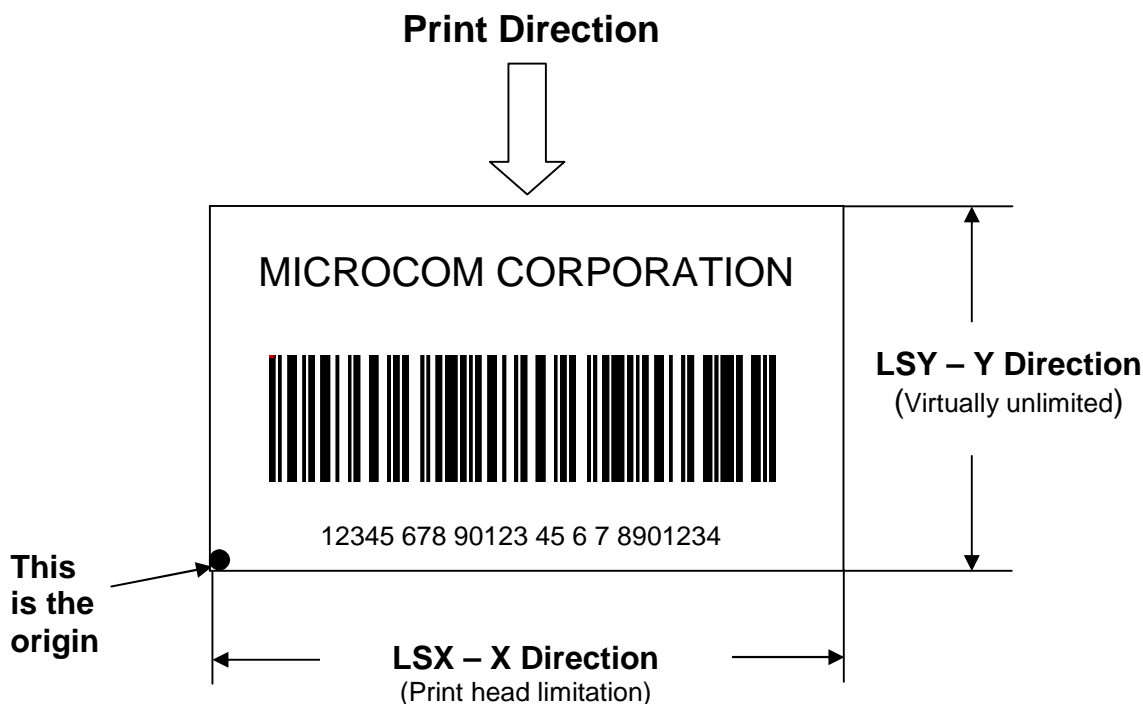 Print Direction
MICROCOM CORPORATION
LSY – Y Direction
(Virtually unlimited)
12345 678 90123 45 6 7 8901234
This
is the
origin
LSX – X Direction
(Print head limitation)